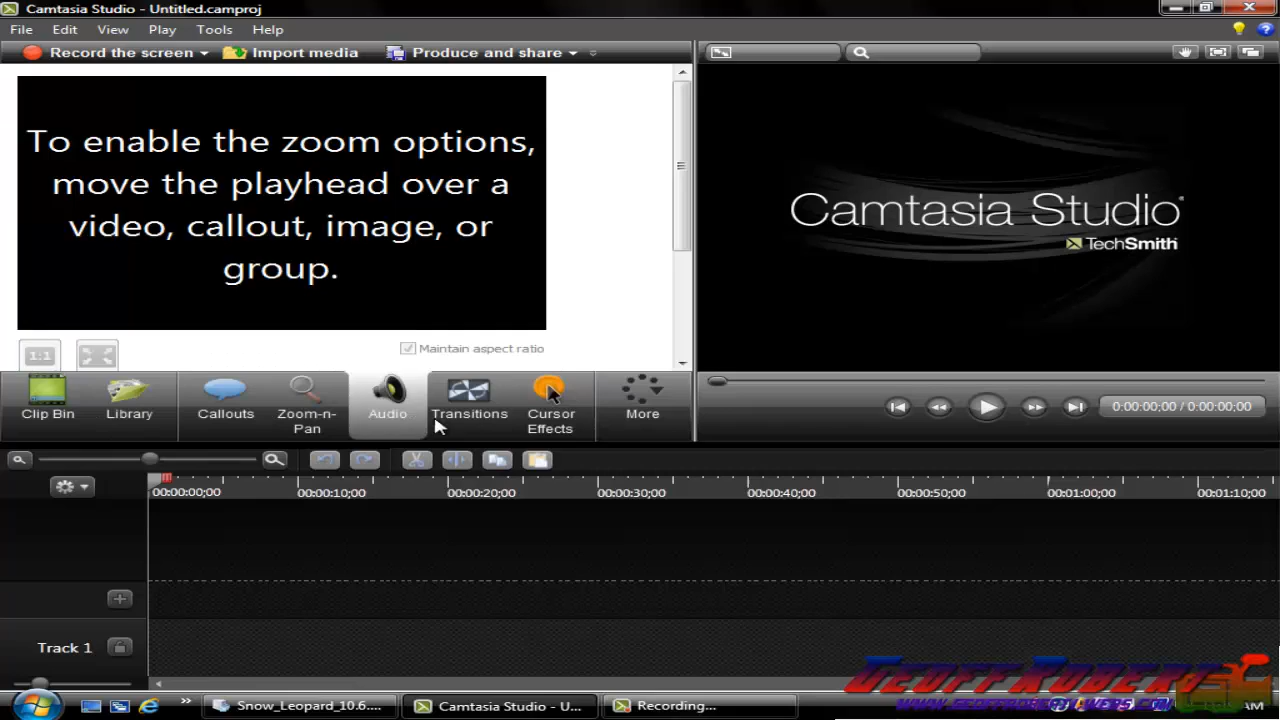 Camtasia Studio - Untitled.camproj
File Edit View Play Tools Help
Record the screen Import media Produce and share
To enable the zoom options,
move the playhead over a
video, callout, image, or
group.
Camtasia Studio
TechSmith
1:1
Maintain aspect ratio
Clip Bin
Library
Callouts
Zoom-n-
Pan
Audio
Transitions
Cursor
Effects
More
0:00:00;00 / 0:00:00;00
00:00:00;00 00:00:10;00 00:00:20;00 00:00:30;00 00:00:40;00 00:00:50;00 00:01:00;00 00:01:10;00
Track 1
GEOFF ROBERT
Snow_Leopard_10.6.... Camtasia Studio - U... Recording... AM